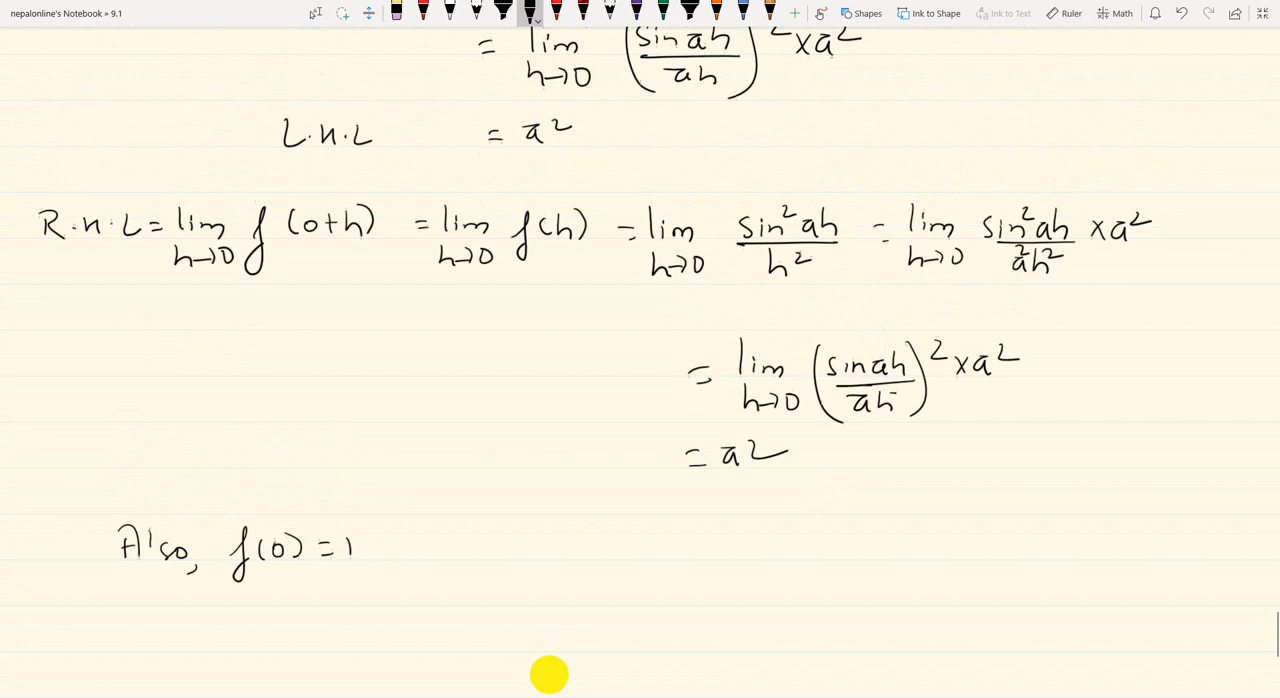 nepalonline's Notebook » 9.1
Shapes Ink to Shape Ink to Text Ruler Math
= lim h→0 (sin ah / ah)² × a²
L.H.L = a²
R.H.L = lim h→0 f(0+h) = lim h→0 f(h) = lim h→0 sin²ah / h² = lim h→0 sin²ah / a²h² × a²
= lim h→0 (sin ah / ah)² × a²
= a²
Also, f(0) = 1